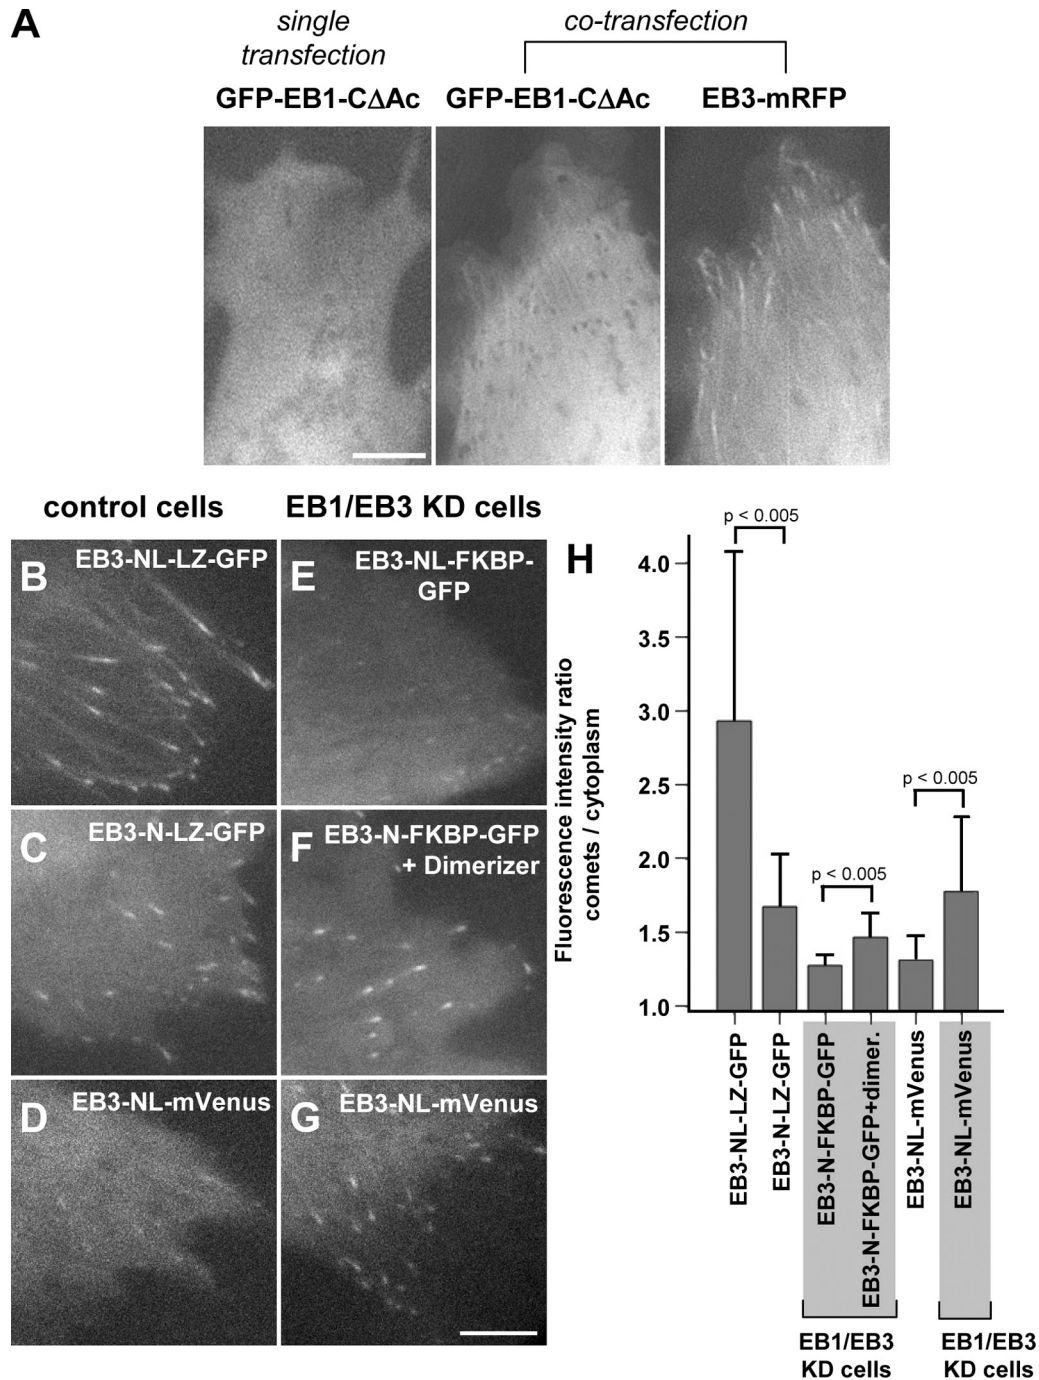 A
single
transfection
co-transfection
GFP-EB1-CΔAc
GFP-EB1-CΔAc
EB3-mRFP
control cells
EB1/EB3 KD cells
B
EB3-NL-LZ-GFP
E
EB3-NL-FKBP-
GFP
C
EB3-N-LZ-GFP
F
EB3-N-FKBP-GFP
+ Dimerizer
D
EB3-NL-mVenus
G
EB3-NL-mVenus
H
Fluorescence intensity ratio
comets / cytoplasm
4.0
3.5
3.0
2.5
2.0
1.5
1.0
p < 0.005
p < 0.005
p < 0.005
EB3-NL-LZ-GFP
EB3-N-LZ-GFP
EB3-N-FKBP-GFP
EB3-N-FKBP-GFP+dimer.
EB3-NL-mVenus
EB3-NL-mVenus
EB1/EB3
KD cells
EB1/EB3
KD cells